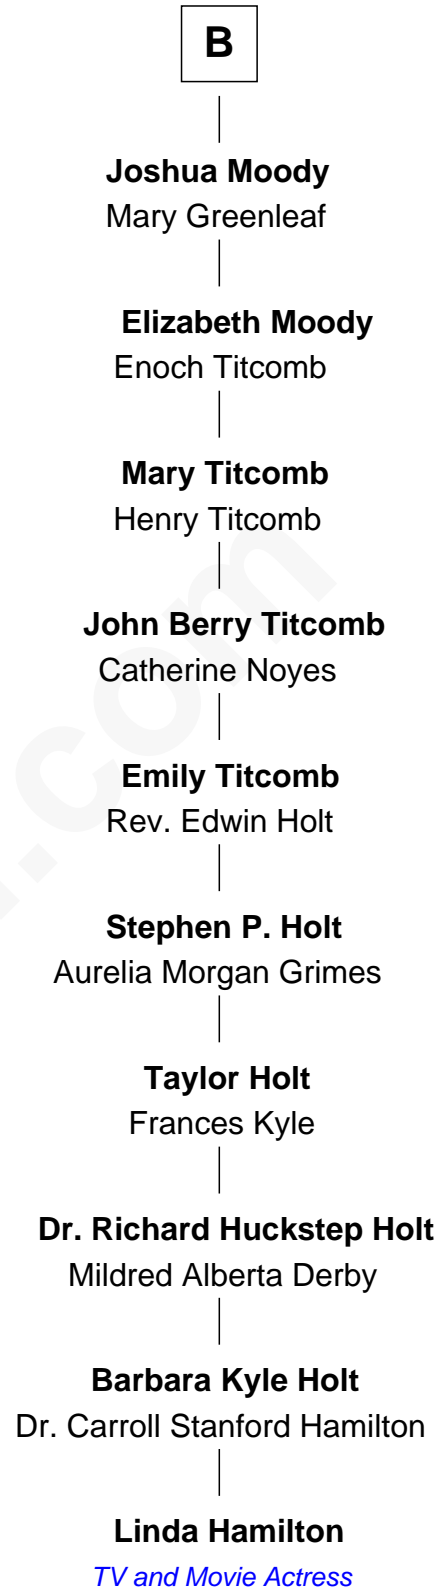 B
Joshua Moody
Mary Greenleaf
Elizabeth Moody
Enoch Titcomb
Mary Titcomb
Henry Titcomb
John Berry Titcomb
Catherine Noyes
Emily Titcomb
Rev. Edwin Holt
Stephen P. Holt
Aurelia Morgan Grimes
Taylor Holt
Frances Kyle
Dr. Richard Huckstep Holt
Mildred Alberta Derby
Barbara Kyle Holt
Dr. Carroll Stanford Hamilton
Linda Hamilton
TV and Movie Actress